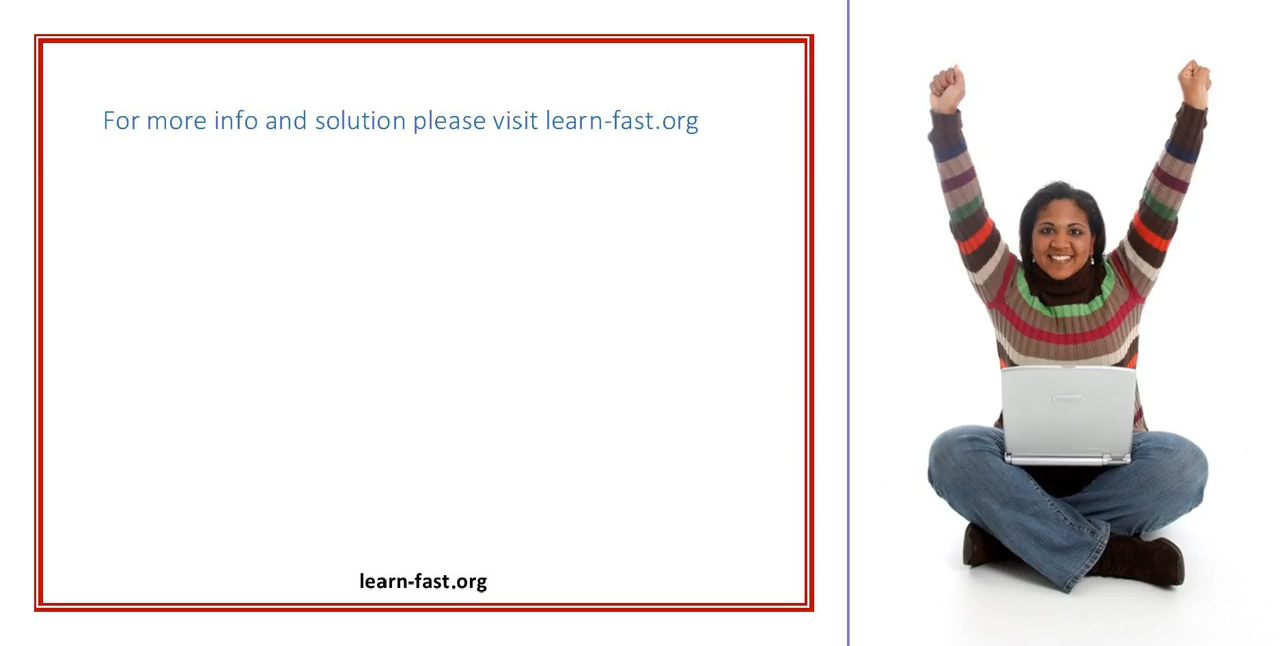 For more info and solution please visit learn-fast.org
learn-fast.org